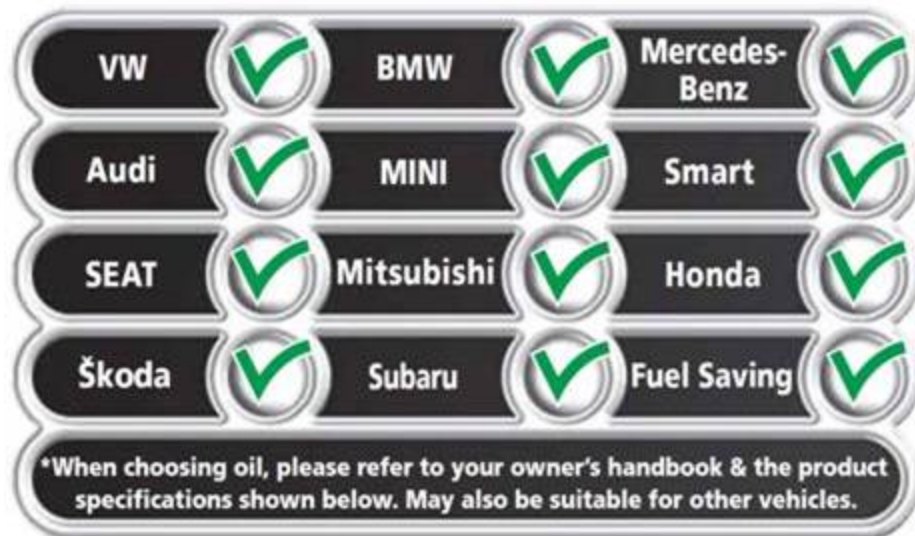 VW BMW Mercedes-
Benz
Audi MINI Smart
SEAT Mitsubishi Honda
Škoda Subaru Fuel Saving
*When choosing oil, please refer to your owner's handbook & the product
specifications shown below. May also be suitable for other vehicles.